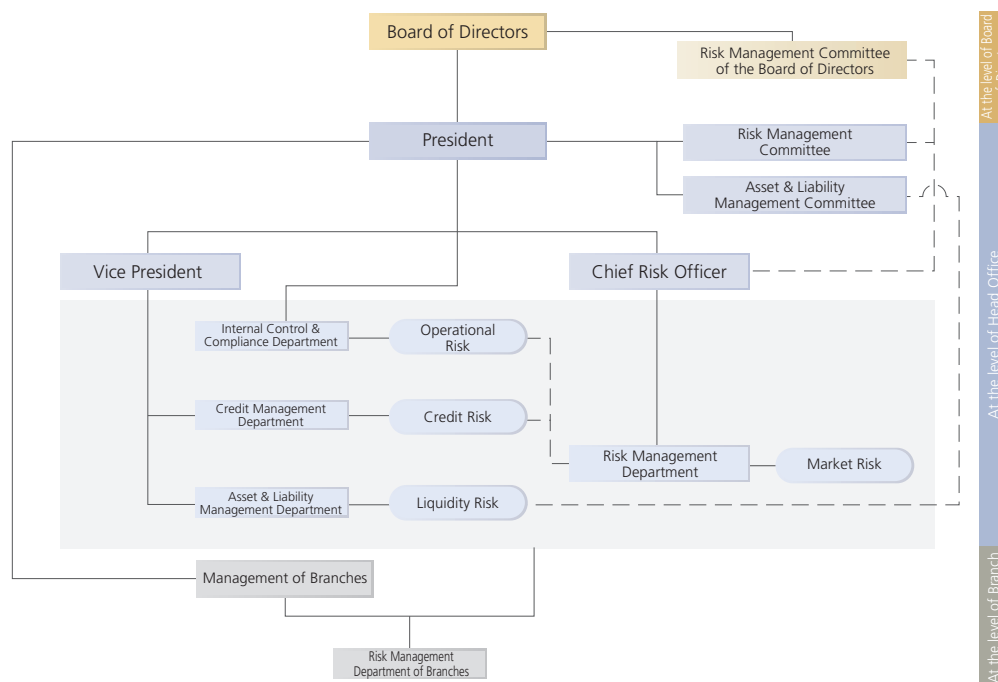 Board of Directors
Risk Management Committee
of the Board of Directors
President
Risk Management
Committee
Asset & Liability
Management Committee
Vice President
Chief Risk Officer
Internal Control &
Compliance Department
Operational
Risk
Credit Management
Department
Credit Risk
Risk Management
Department
Market Risk
Asset & Liability
Management Department
Liquidity Risk
Management of Branches
Risk Management
Department of Branches
At the level of Board
At the level of Head Office
At the level of Branch